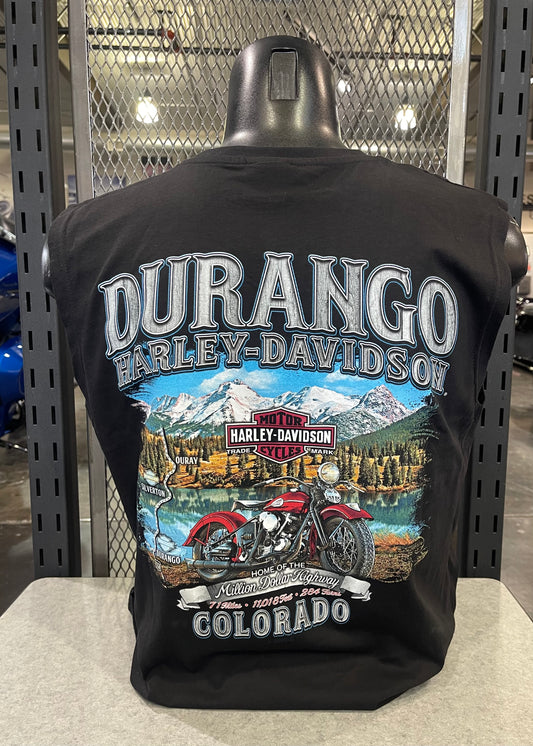 DURANGO
HARLEY-DAVIDSON
MOTOR
HARLEY-DAVIDSON
TRADE MARK
CYCLES
OURAY
SILVERTON
DURANGO
HOME OF THE
Million Dollar Highway
71 Miles • 11,018 Feet • 284 Turns
COLORADO